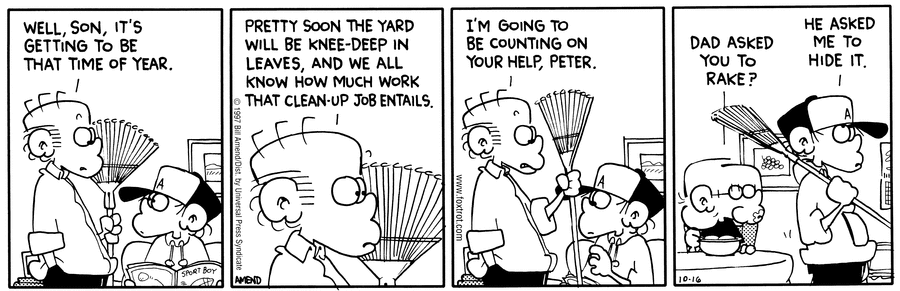 WELL, SON, IT'S
GETTING TO BE
THAT TIME OF YEAR.
A
SPORT BOY
PRETTY SOON THE YARD
WILL BE KNEE-DEEP IN
LEAVES, AND WE ALL
KNOW HOW MUCH WORK
THAT CLEAN-UP JOB ENTAILS.
© 1997 Bill Amend/Dist. by Universal Press Syndicate
AMEND
I'M GOING TO
BE COUNTING ON
YOUR HELP, PETER.
A
www.foxtrot.com
DAD ASKED
YOU TO
RAKE?
HE ASKED
ME TO
HIDE IT.
A
10-16